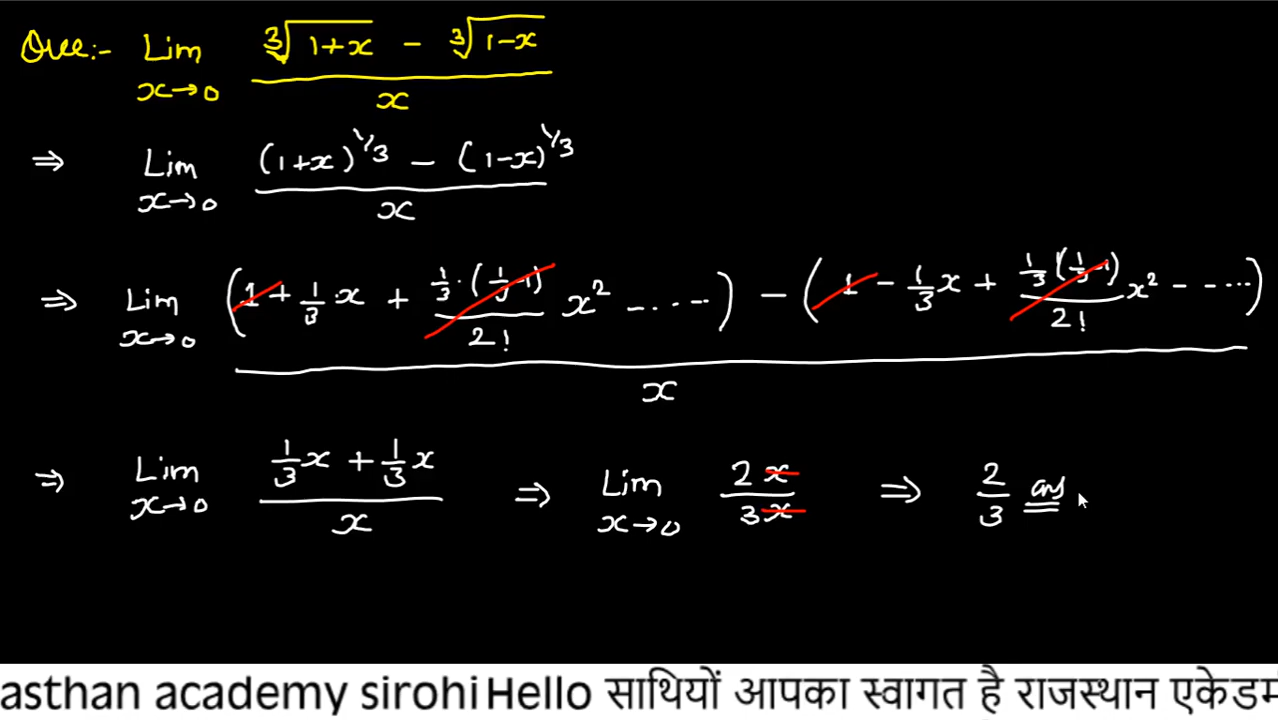 Que:- Lim x→0 ∛(1+x) - ∛(1-x) / x
⇒ Lim x→0 (1+x)^1/3 - (1-x)^1/3 / x
⇒ Lim x→0 (1 + 1/3 x + 1/3·(1/3-1)/2! x² -....) - (1 - 1/3 x + 1/3(1/3-1)/2! x² - ....) / x
⇒ Lim x→0 1/3 x + 1/3 x / x ⇒ Lim x→0 2x/3x ⇒ 2/3 ans
asthan academy sirohi Hello साथियों आपका स्वागत है राजस्थान एकेडम